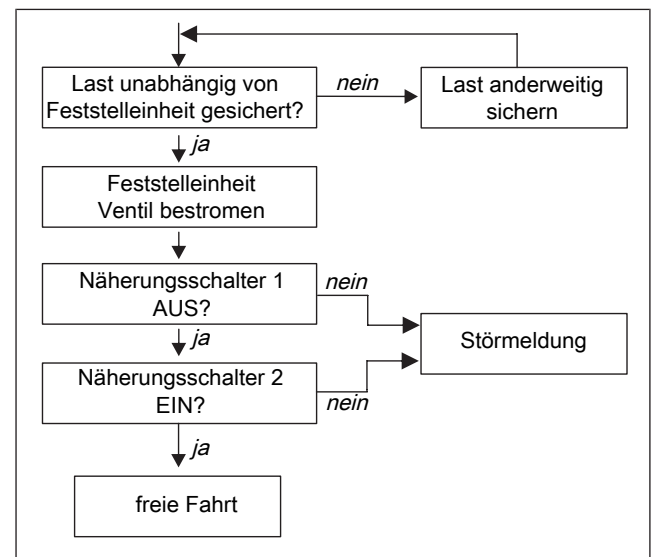 Last unabhängig von
Feststelleinheit gesichert?
nein
Last anderweitig
sichern
ja
Feststelleinheit
Ventil bestromen
Näherungsschalter 1
AUS?
nein
ja
Störmeldung
Näherungsschalter 2
EIN?
nein
ja
freie Fahrt